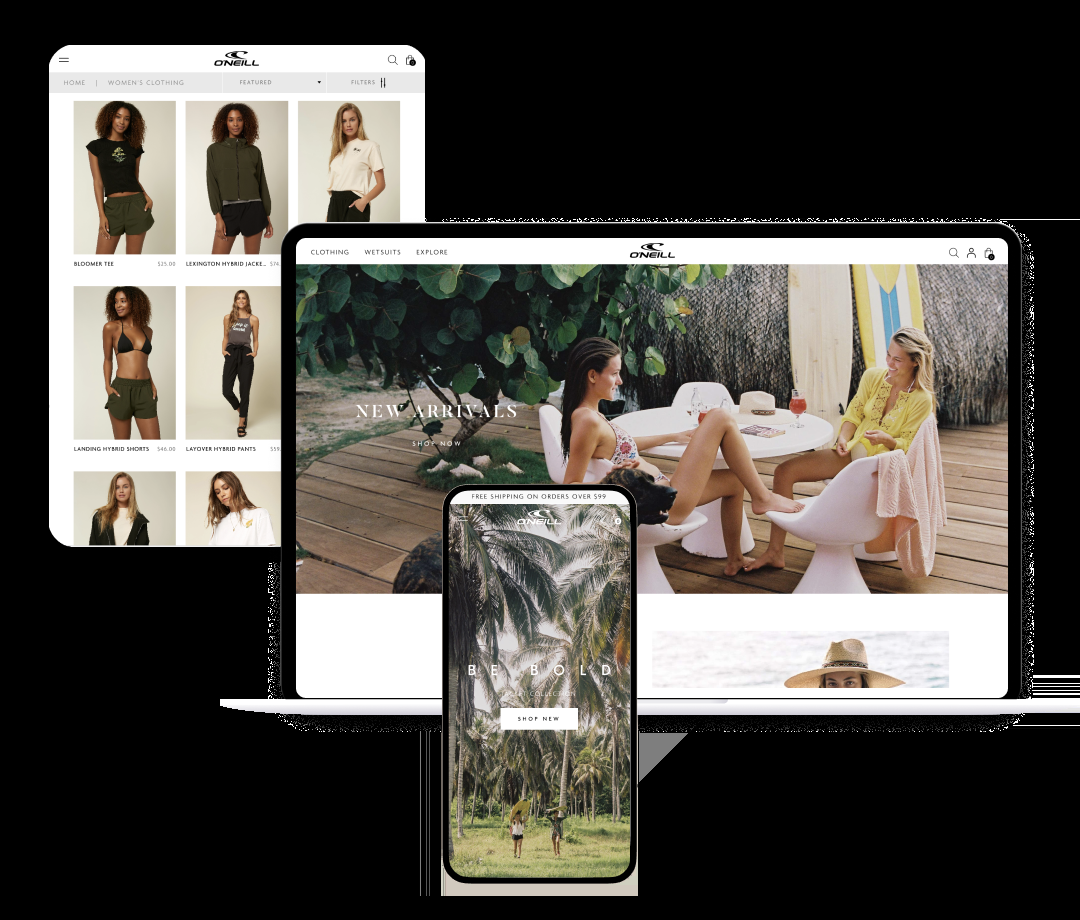 O'NEILL
HOME | WOMEN'S CLOTHING
FEATURED
FILTERS
BLOOMER TEE $25.00
LEXINGTON HYBRID JACKE... $74.
LANDING HYBRID SHORTS $46.00
LAYOVER HYBRID PANTS $59.
CLOTHING WETSUITS EXPLORE
O'NEILL
NEW ARRIVALS
SHOP NOW
FREE SHIPPING ON ORDERS OVER $99
O'NEILL
BE BOLD
COLLECTION
SHOP NEW